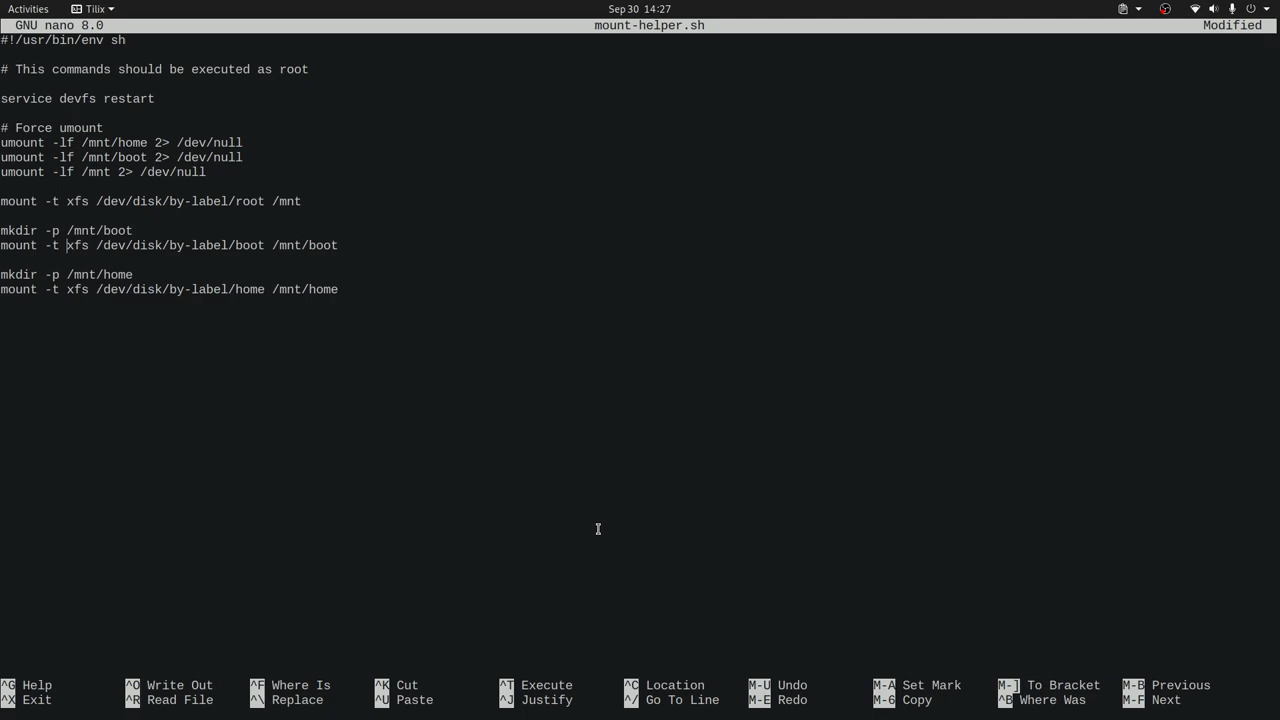 Activities Tilix Sep 30 14:27
GNU nano 8.0 mount-helper.sh Modified
#!/usr/bin/env sh
# This commands should be executed as root
service devfs restart
# Force umount
umount -lf /mnt/home 2> /dev/null
umount -lf /mnt/boot 2> /dev/null
umount -lf /mnt 2> /dev/null
mount -t xfs /dev/disk/by-label/root /mnt
mkdir -p /mnt/boot
mount -t xfs /dev/disk/by-label/boot /mnt/boot
mkdir -p /mnt/home
mount -t xfs /dev/disk/by-label/home /mnt/home
^G Help ^O Write Out ^F Where Is ^K Cut ^T Execute ^C Location M-U Undo M-A Set Mark M-] To Bracket M-B Previous
^X Exit ^R Read File ^\ Replace ^U Paste ^J Justify ^/ Go To Line M-E Redo M-6 Copy ^B Where Was M-F Next